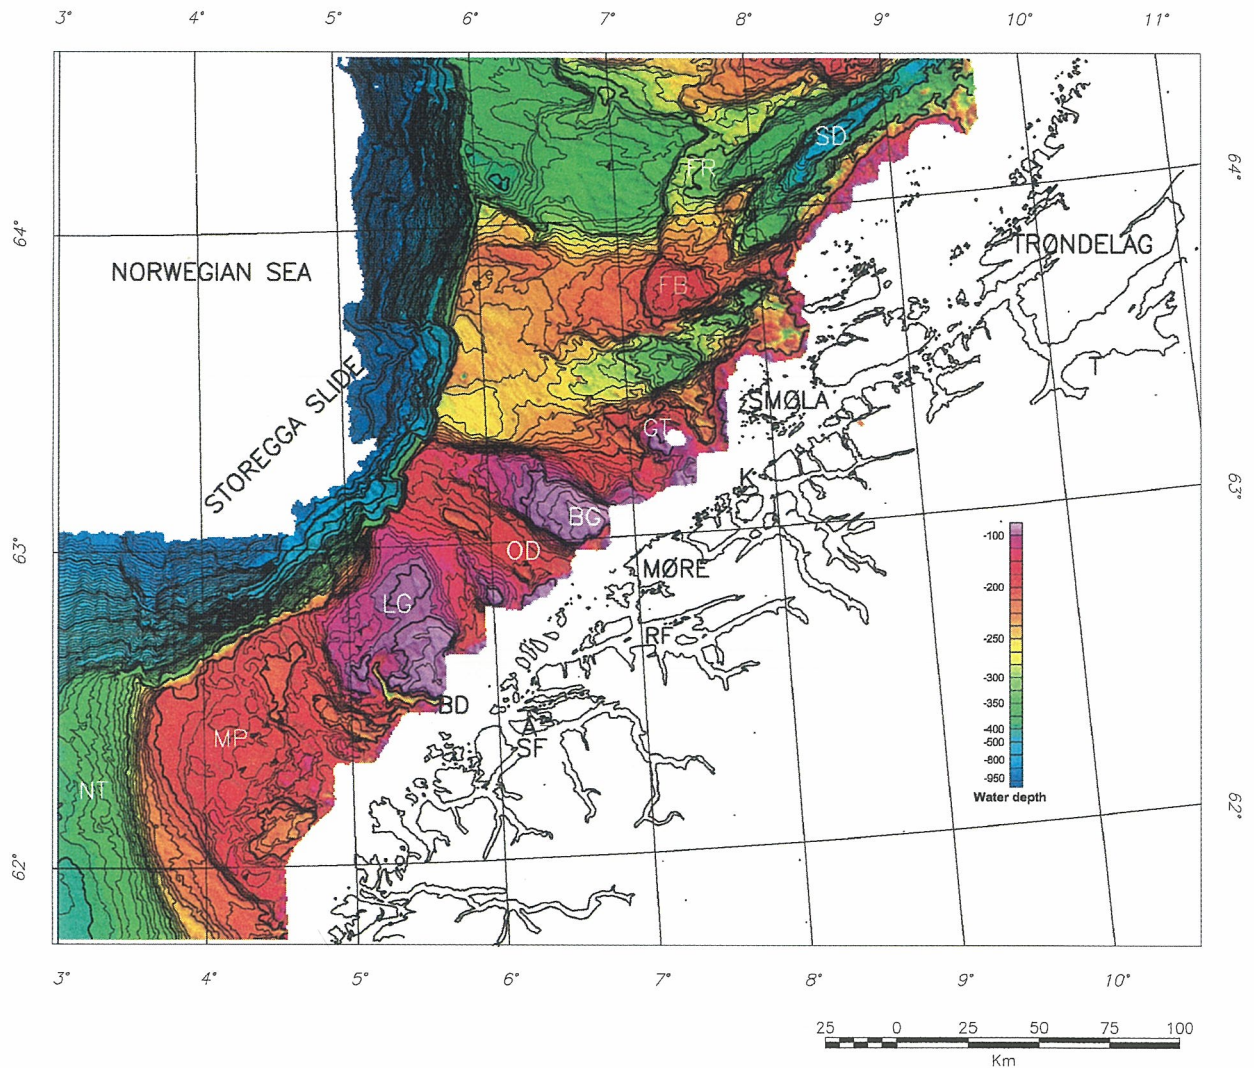 3° 4° 5° 6° 7° 8° 9° 10° 11°
SD
FR
64°
64°
TRØNDELAG
NORWEGIAN SEA
FB
T
STOREGGA SLIDE
SMØLA
GT
K
63°
BG
-100
OD
63°
MØRE
-200
LG
RF
-250
-300
BD
-350
Å
MP
-400
SF
-500
-800
-950
NT
Water depth
62°
62°
3° 4° 5° 6° 7° 8° 9° 10°
25 0 25 50 75 100
Km